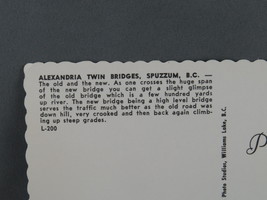 ALEXANDRIA TWIN BRIDGES, SPUZZUM, B.C. —
The old and the new. As one crosses the huge span
of the new bridge you can get a slight glimpse
of the old bridge which is a few hundred yards
up river. The new bridge being a high level bridge
serves the traffic much better as the old road was
down hill, very crooked and then back again climb-
ing up steep grades.
L-200
Photo Studios, Williams Lake, B.C.
P